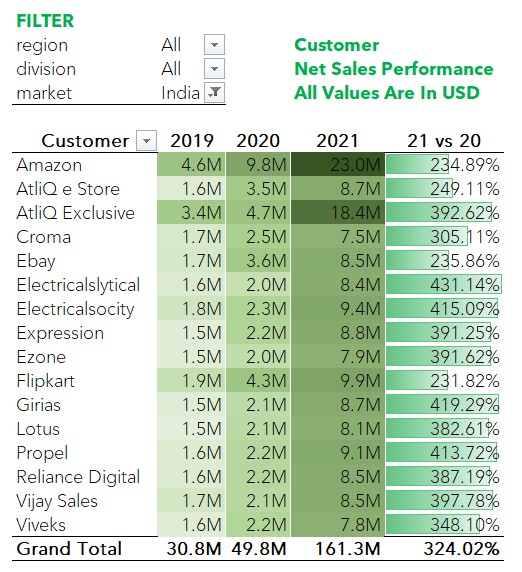 FILTER
region All
division All
market India
Customer
Net Sales Performance
All Values Are In USD
Customer 2019 2020 2021 21 vs 20
Amazon 4.6M 9.8M 23.0M 234.89%
AtliQ e Store 1.6M 3.5M 8.7M 249.11%
AtliQ Exclusive 3.4M 4.7M 18.4M 392.62%
Croma 1.7M 2.5M 7.5M 305.11%
Ebay 1.7M 3.6M 8.5M 235.86%
Electricalslytical 1.6M 2.0M 8.4M 431.14%
Electricalsocity 1.8M 2.3M 9.4M 415.09%
Expression 1.5M 2.2M 8.8M 391.25%
Ezone 1.5M 2.0M 7.9M 391.62%
Flipkart 1.9M 4.3M 9.9M 231.82%
Girias 1.5M 2.1M 8.7M 419.29%
Lotus 1.5M 2.1M 8.1M 382.61%
Propel 1.6M 2.2M 9.1M 413.72%
Reliance Digital 1.6M 2.2M 8.5M 387.19%
Vijay Sales 1.7M 2.1M 8.5M 397.78%
Viveks 1.6M 2.2M 7.8M 348.10%
Grand Total 30.8M 49.8M 161.3M 324.02%